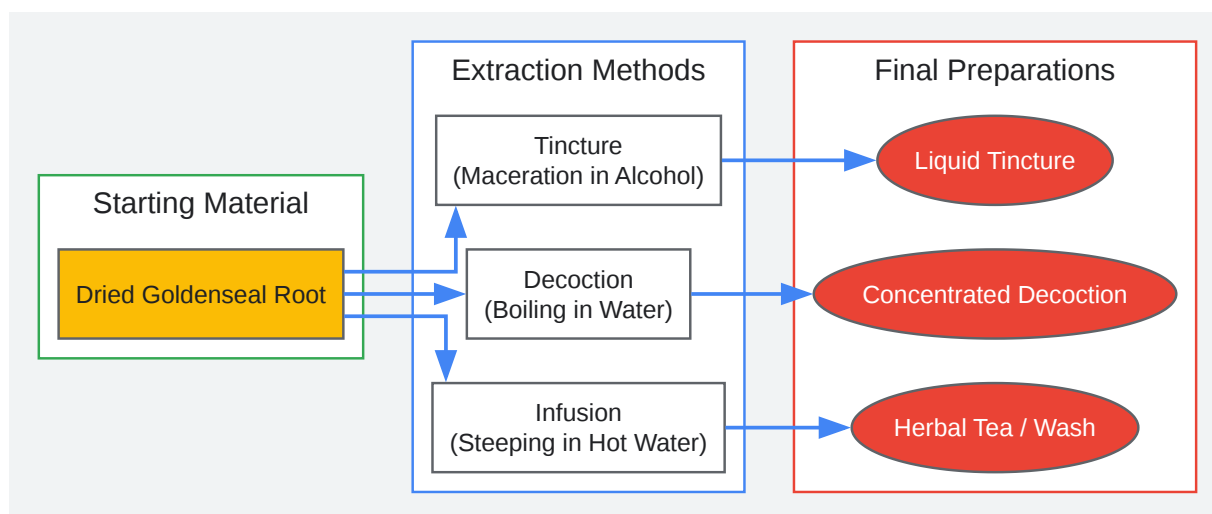 Starting Material
Dried Goldenseal Root
Extraction Methods
Tincture
(Maceration in Alcohol)
Decoction
(Boiling in Water)
Infusion
(Steeping in Hot Water)
Final Preparations
Liquid Tincture
Concentrated Decoction
Herbal Tea / Wash